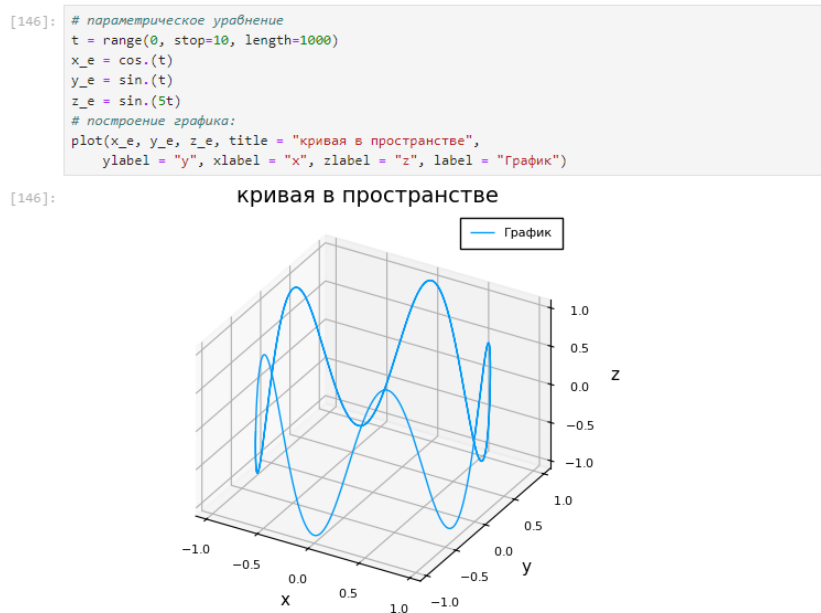 [146]: # параметрическое уравнение
t = range(0, stop=10, length=1000)
x_e = cos.(t)
y_e = sin.(t)
z_e = sin.(5t)
# построение графика:
plot(x_e, y_e, z_e, title = "кривая в пространстве",
    ylabel = "y", xlabel = "x", zlabel = "z", label = "График")
[146]:
кривая в пространстве
График
1.0
0.5
0.0
−0.5
−1.0
z
1.0
0.5
0.0
−0.5
−1.0
y
−1.0
−0.5
0.0
0.5
1.0
x